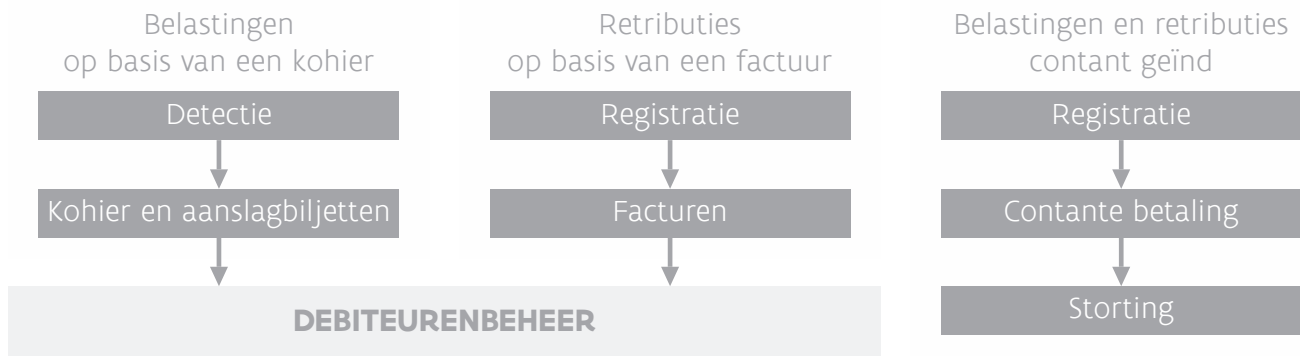 Belastingen
op basis van een kohier
Detectie
Kohier en aanslagbiljetten
Retributies
op basis van een factuur
Registratie
Facturen
DEBITEURENBEHEER
Belastingen en retributies
contant geïnd
Registratie
Contante betaling
Storting